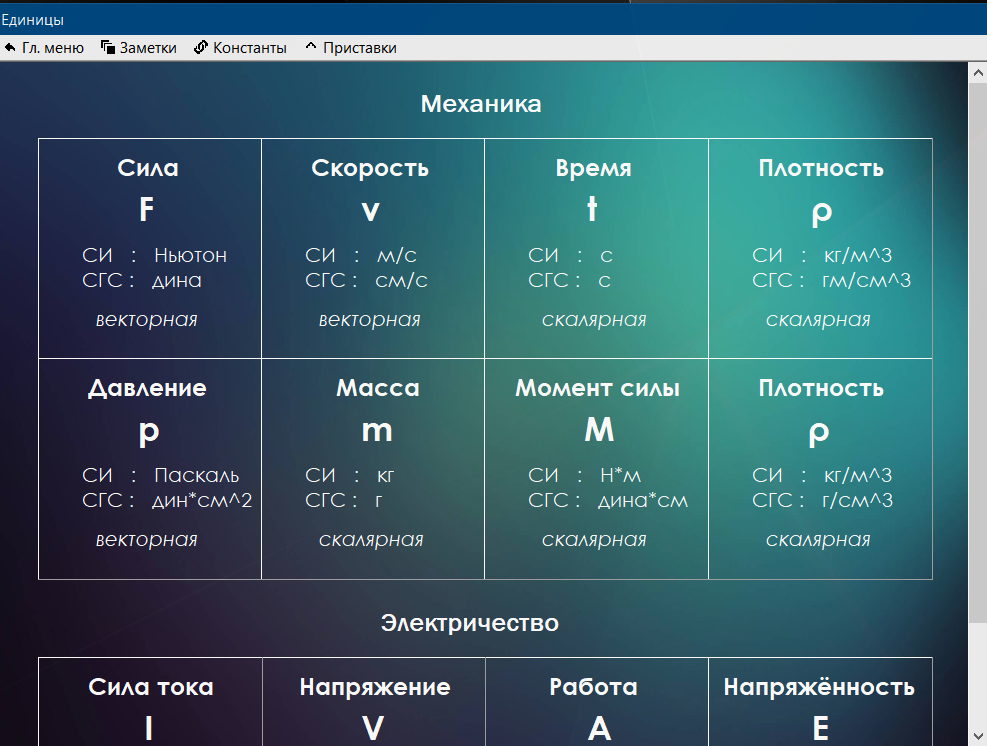 Единицы
Гл. меню Заметки Константы Приставки
Механика
Сила Скорость Время Плотность
F v t ρ
СИ : Ньютон СИ : м/с СИ : с СИ : кг/м^3
СГС : дина СГС : см/с СГС : с СГС : гм/см^3
векторная векторная скалярная скалярная
Давление Масса Момент силы Плотность
p m M ρ
СИ : Паскаль СИ : кг СИ : Н*м СИ : кг/м^3
СГС : дин*см^2 СГС : г СГС : дина*см СГС : г/см^3
векторная скалярная скалярная скалярная
Электричество
Сила тока Напряжение Работа Напряжённость
I V A E